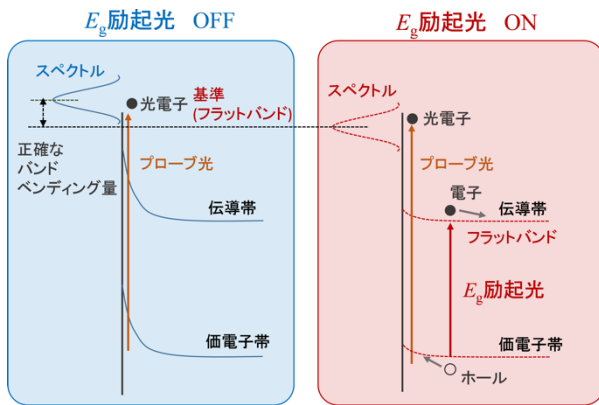 Eg励起光 OFF
スペクトル
光電子
基準
(フラットバンド)
正確な
バンド
ベンディング量
プローブ光
伝導帯
価電子帯
Eg励起光 ON
スペクトル
光電子
プローブ光
電子
伝導帯
フラットバンド
Eg励起光
価電子帯
ホール